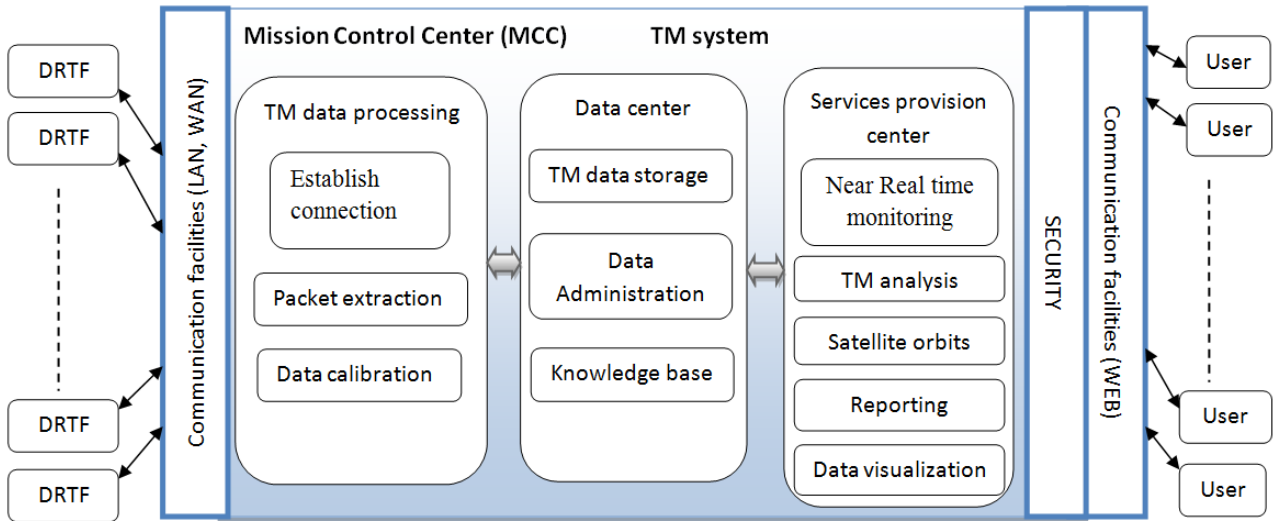 Mission Control Center (MCC) TM system
DRTF
DRTF
DRTF
DRTF
Communication facilities (LAN, WAN)
TM data processing
Establish
connection
Packet extraction
Data calibration
Data center
TM data storage
Data
Administration
Knowledge base
Services provision
center
Near Real time
monitoring
TM analysis
Satellite orbits
Reporting
Data visualization
SECURITY
Communication facilities (WEB)
User
User
User
User